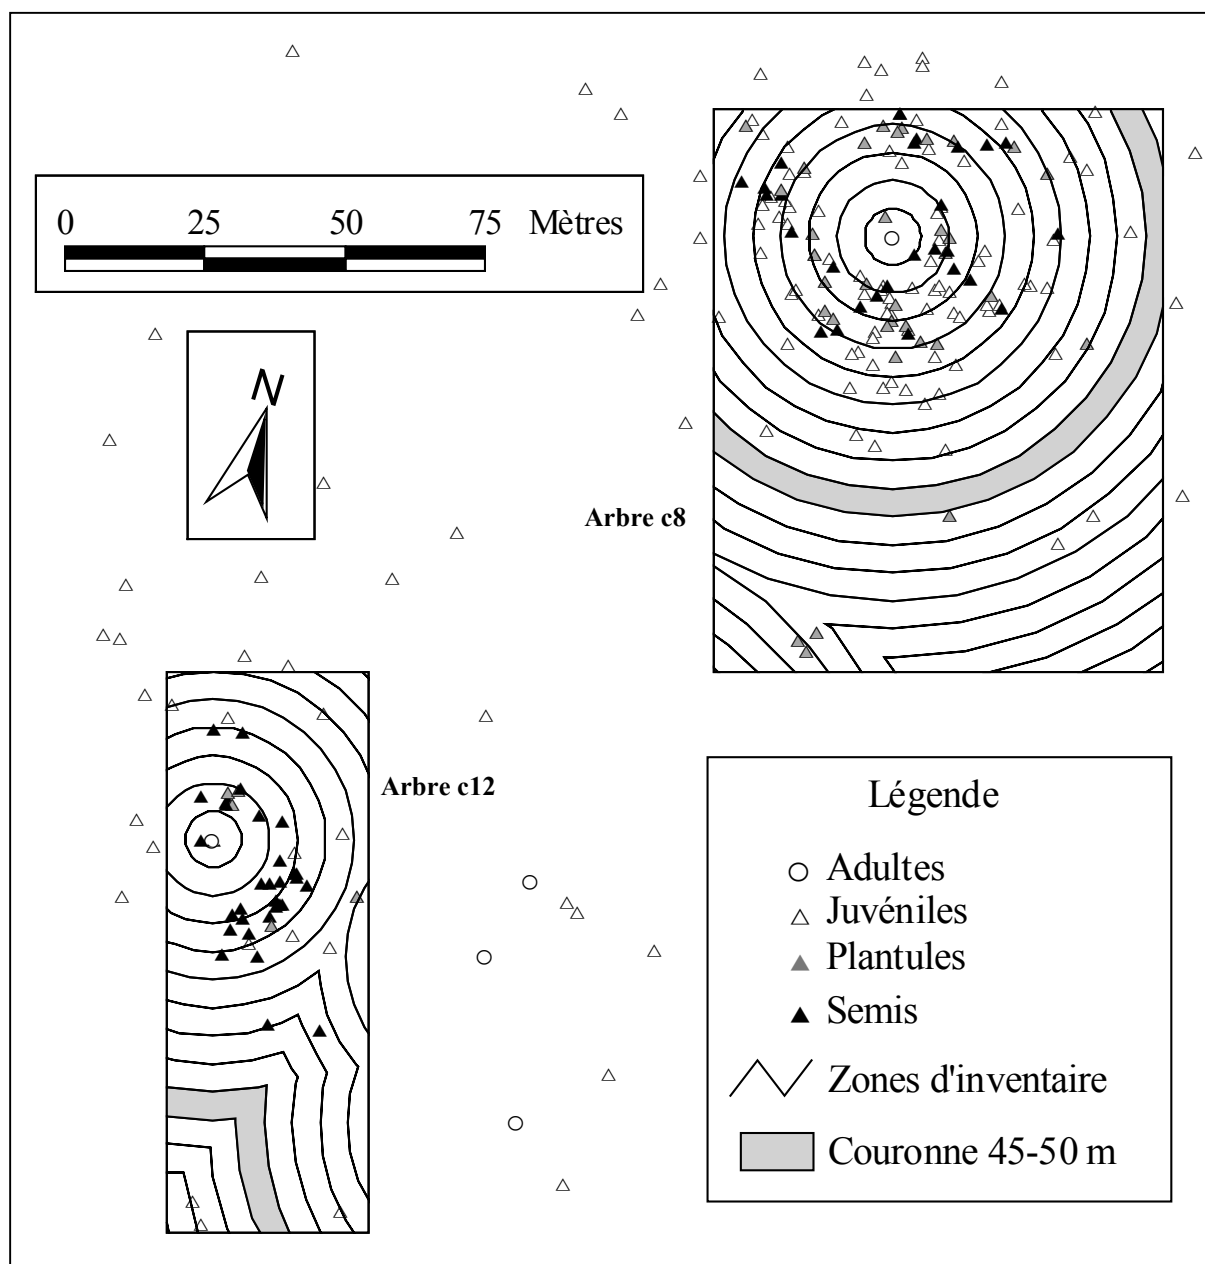 0 25 50 75 Mètres
N
Arbre c8
Arbre c12
Légende
Adultes
Juvéniles
Plantules
Semis
Zones d'inventaire
Couronne 45-50 m